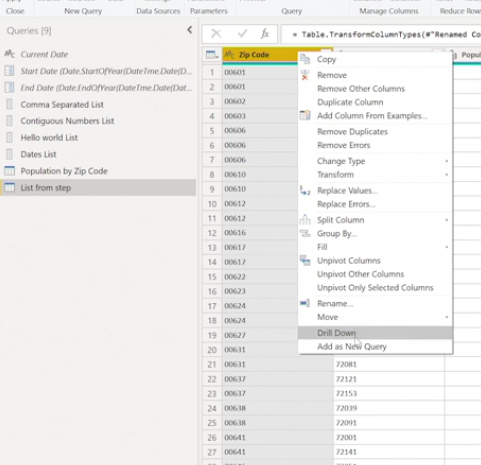 Close
New Query
Data Sources
Parameters
Query
Manage Columns
Reduce Rows
Queries [9]
fx
= Table.TransformColumnTypes(#"Renamed Co
Current Date
Start Date (Date.StartOfYear(DateTme.Date(D...
End Date (Date.EndOfYear(DateTme.Date(Dat...
Comma Separated List
Contiguous Numbers List
Hello world list
Dates List
Population by Zip Code
List from step
ABC Zip Code
Popul
1 00601
2 00601
3 00602
4 00603
5 00606
6 00606
7 00606
8 00610
9 00610
10 00612
11 00612
12 00616
13 00617
14 00617
15 00622
16 00623
17 00624
18 00624
19 00627
20 00631 72081
21 00631
22 00637 72121
23 00637 72153
24 00638 72039
25 00638 72091
26 00641 72001
27 00641 72141
Copy
Remove
Remove Other Columns
Duplicate Column
Add Column From Examples...
Remove Duplicates
Remove Errors
Change Type
Transform
Replace Values...
Replace Errors...
Split Column
Group By...
Fill
Unpivot Columns
Unpivot Other Columns
Unpivot Only Selected Columns
Rename...
Move
Drill Down
Add as New Query